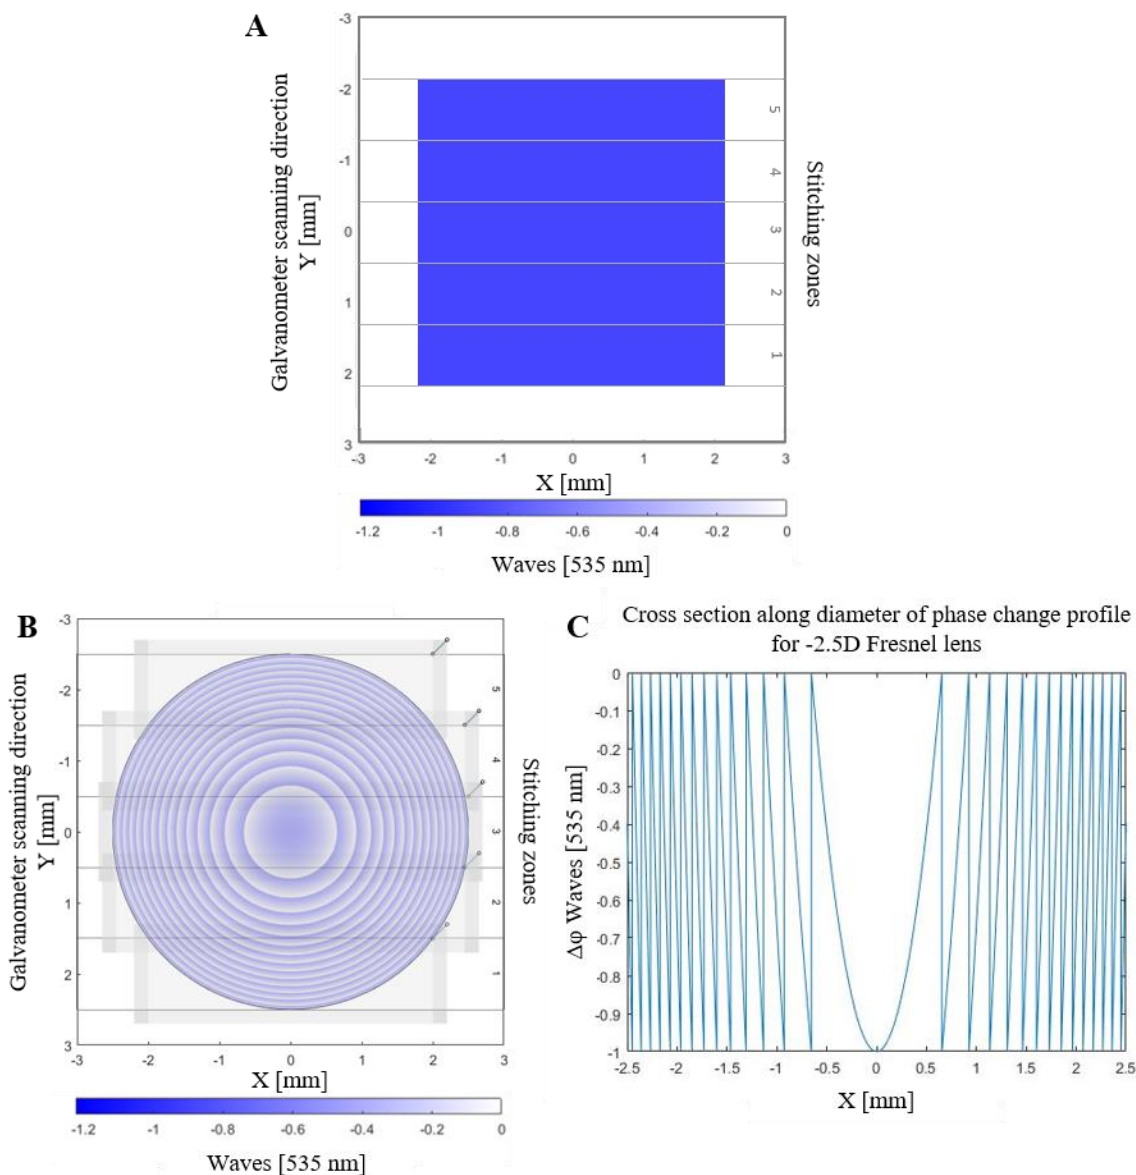 A
-3
-2
-1
0
1
2
3
Galvanometer scanning direction
Y [mm]
5
4
3
2
1
Stitching zones
-3 -2 -1 0 1 2 3
X [mm]
-1.2 -1 -0.8 -0.6 -0.4 -0.2 0
Waves [535 nm]
B
-3
-2
-1
0
1
2
3
Galvanometer scanning direction
Y [mm]
5
4
3
2
1
Stitching zones
-3 -2 -1 0 1 2 3
X [mm]
-1.2 -1 -0.8 -0.6 -0.4 -0.2 0
Waves [535 nm]
C
Cross section along diameter of phase change profile
for -2.5D Fresnel lens
0
-0.1
-0.2
-0.3
-0.4
-0.5
-0.6
-0.7
-0.8
-0.9
-1
Δφ Waves [535 nm]
-2.5 -2 -1.5 -1 -0.5 0 0.5 1 1.5 2 2.5
X [mm]